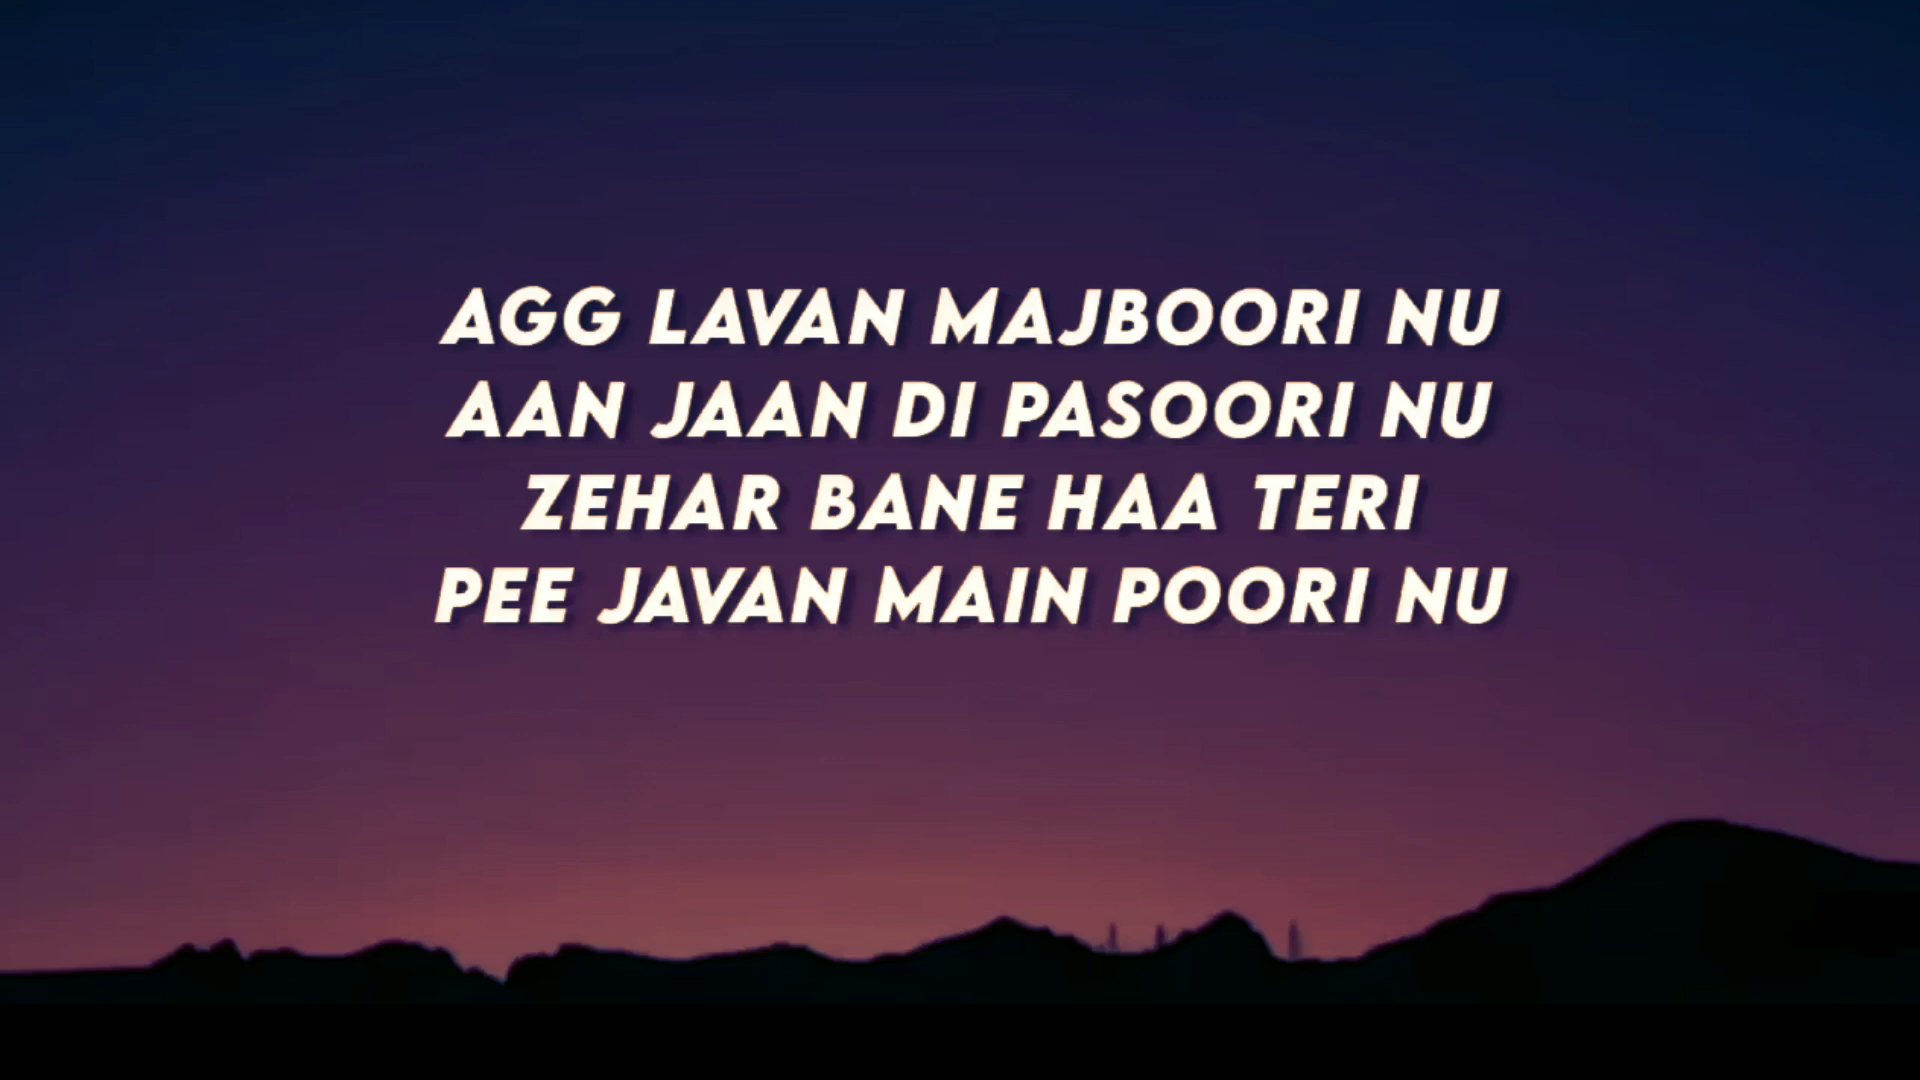 AGG LAVAN MAJBOORI NU
AAN JAAN DI PASOORI NU
ZEHAR BANE HAA TERI
PEE JAVAN MAIN POORI NU